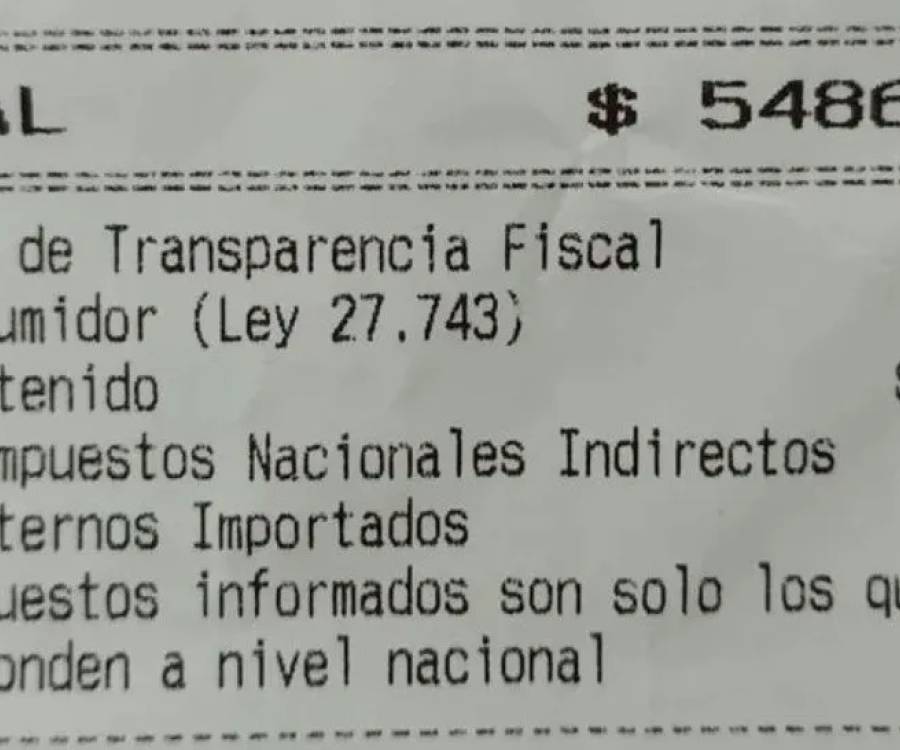 AL $ 5486
de Transparencia Fiscal
umidor (Ley 27.743)
tenido $
mpuestos Nacionales Indirectos
ternos Importados
uestos informados son solo los qu
onden a nivel nacional